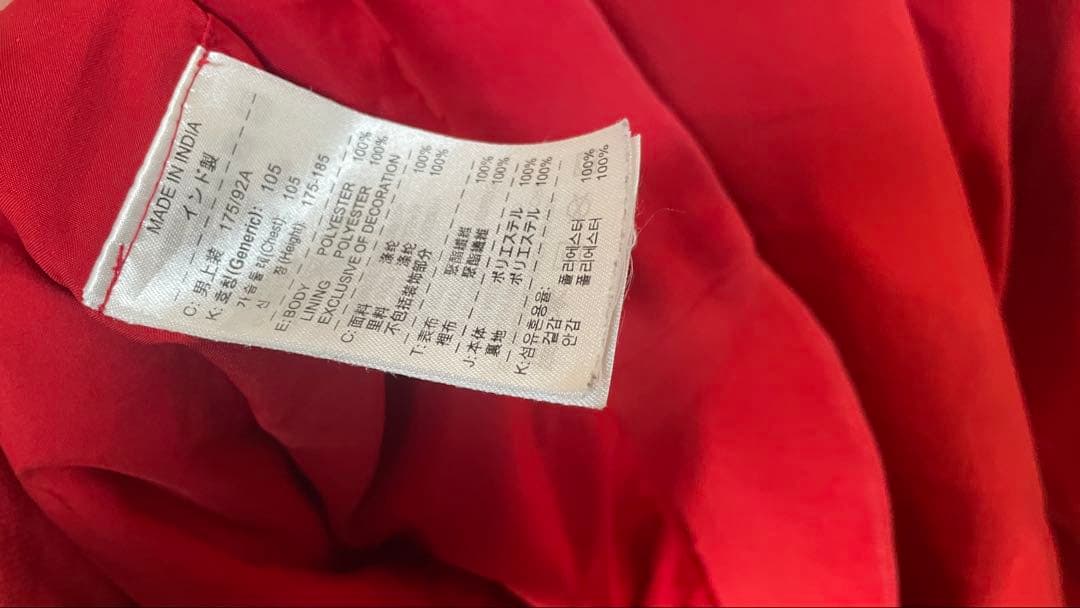 MADE IN INDIA
インド製
C: 男上装 175/92A
K: 호칭(Generic): 105
가슴둘레(Chest) 105
신 장(Height) 175-185
E:BODY POLYESTER 100%
LINING POLYESTER 100%
EXCLUSIVE OF DECORATION
C: 面料 涤纶 100%
里料 涤纶 100%
不包括装饰部分
T: 表布 聚酯纖維 100%
裡布 聚酯纖維 100%
J: 本体 ポリエステル 100%
裏地 ポリエステル 100%
K:섬유혼용율:
겉감 폴리에스터 100%
안감 폴리에스터 100%